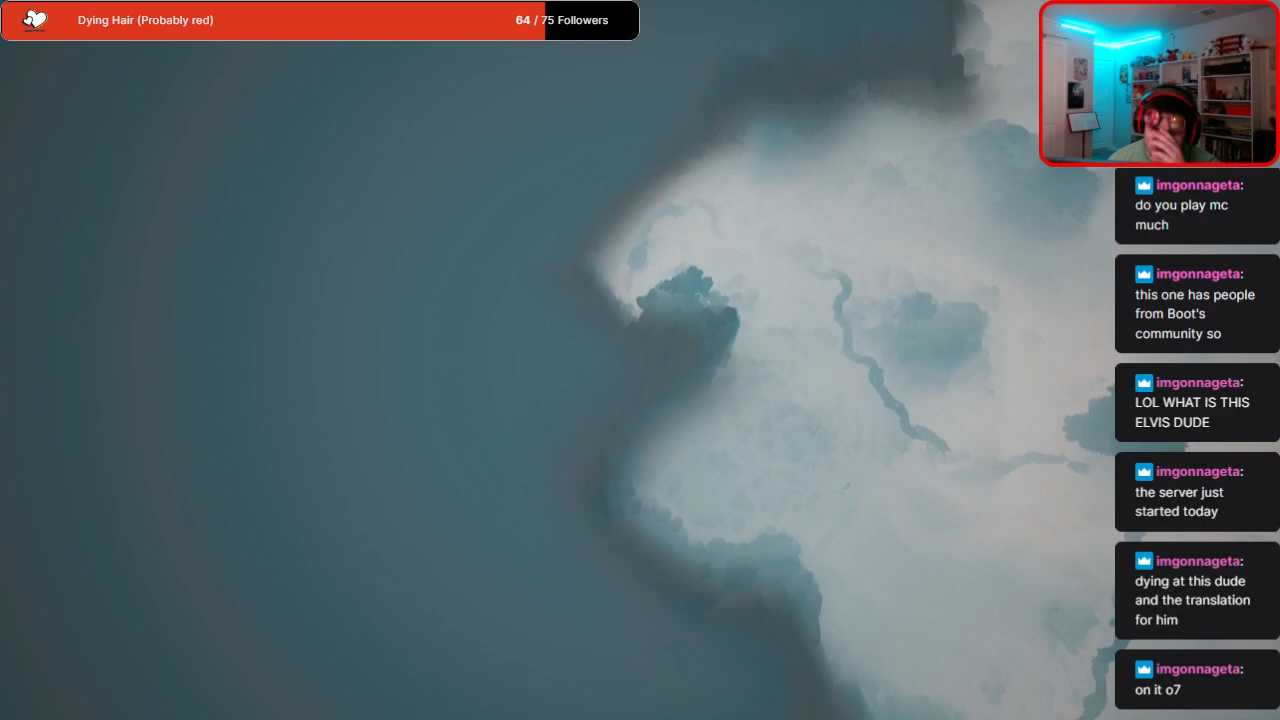 Dying Hair (Probably red)
64 / 75 Followers
imgonnageta:
do you play mc
much
imgonnageta:
this one has people
from Boot's
community so
imgonnageta:
LOL WHAT IS THIS
ELVIS DUDE
imgonnageta:
the server just
started today
imgonnageta:
dying at this dude
and the translation
for him
imgonnageta:
on it o7